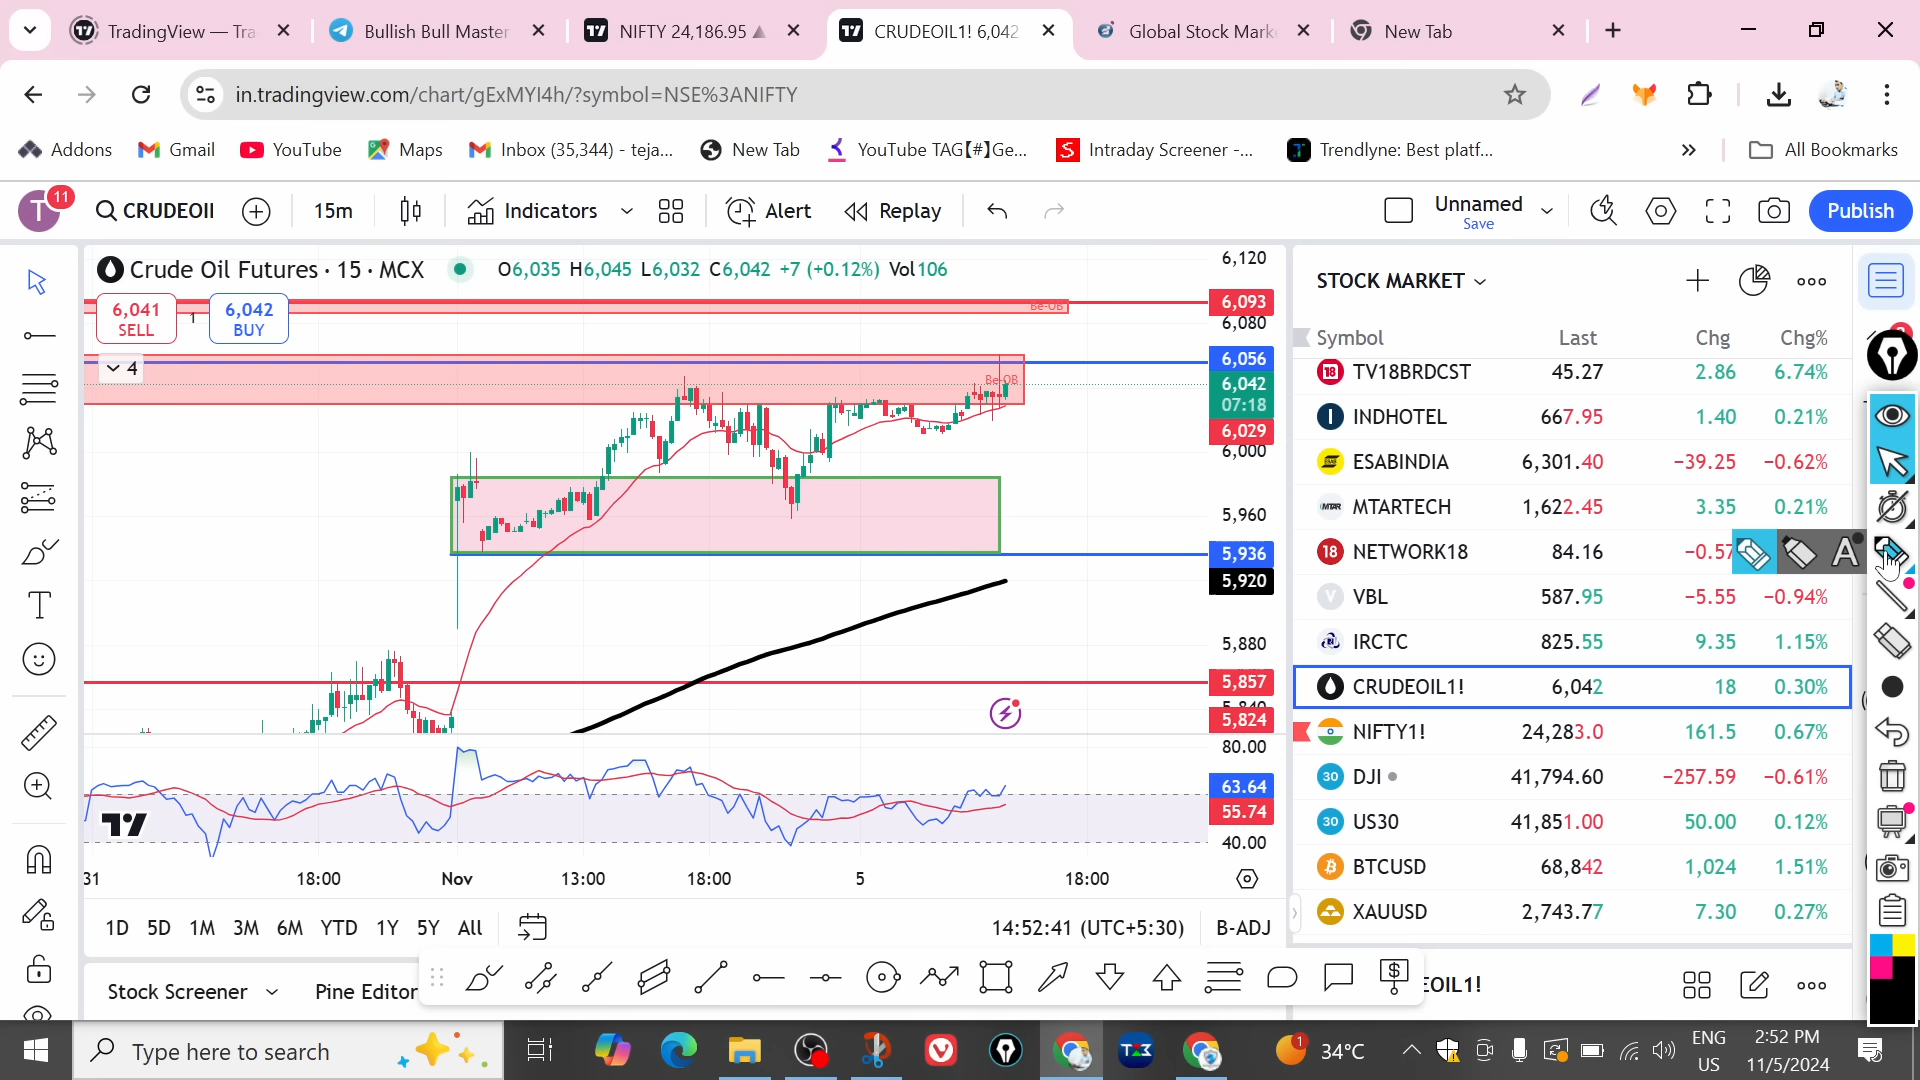 TradingView — Tra
Bullish Bull Master
NIFTY 24,186.95
CRUDEOIL1! 6,042
Global Stock Mark
New Tab
in.tradingview.com/chart/gExMYI4h/?symbol=NSE%3ANIFTY
Addons
Gmail
YouTube
Maps
Inbox (35,344) - teja...
New Tab
YouTube TAG【#】Ge...
Intraday Screener -...
Trendlyne: Best platf...
All Bookmarks
T 11
CRUDEOII
15m
Indicators
Alert
Replay
Unnamed
Save
Publish
Crude Oil Futures · 15 · MCX
O6,035 H6,045 L6,032 C6,042 +7 (+0.12%) Vol106
6,041
SELL
1
6,042
BUY
4
Be-OB
Be-OB
6,120
6,093
6,080
6,056
6,042
07:18
6,029
6,000
5,960
5,936
5,920
5,880
5,857
5,824
80.00
63.64
55.74
40.00
31 18:00 Nov 13:00 18:00 5 18:00
1D 5D 1M 3M 6M YTD 1Y 5Y All
14:52:41 (UTC+5:30) B-ADJ
Stock Screener
Pine Editor
STOCK MARKET
Symbol Last Chg Chg%
TV18BRDCST 45.27 2.86 6.74%
INDHOTEL 667.95 1.40 0.21%
ESABINDIA 6,301.40 −39.25 −0.62%
MTARTECH 1,622.45 3.35 0.21%
NETWORK18 84.16 −0.57
VBL 587.95 −5.55 −0.94%
IRCTC 825.55 9.35 1.15%
CRUDEOIL1! 6,042 18 0.30%
NIFTY1! 24,283.0 161.5 0.67%
DJI 41,794.60 −257.59 −0.61%
US30 41,851.00 50.00 0.12%
BTCUSD 68,842 1,024 1.51%
XAUUSD 2,743.77 7.30 0.27%
EOIL1!
Type here to search
34°C
ENG
US
2:52 PM
11/5/2024